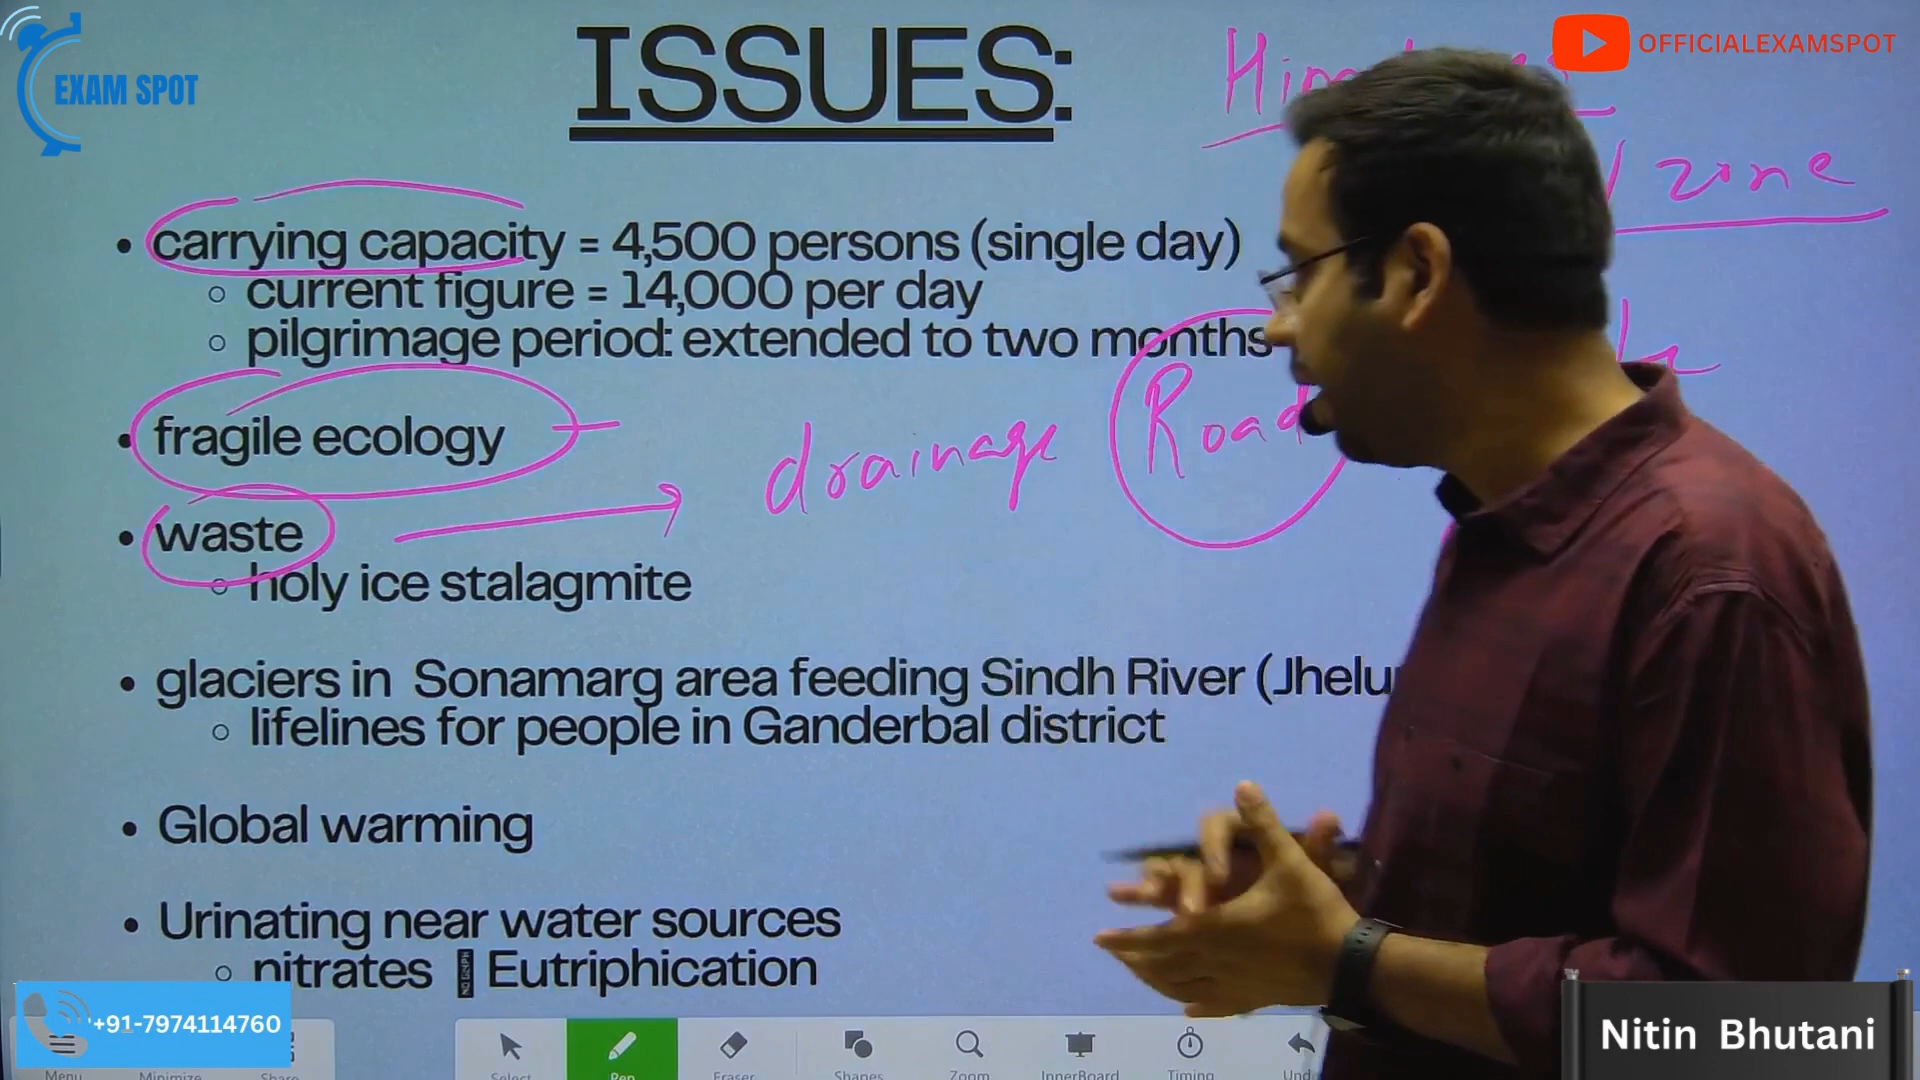 EXAM SPOT
ISSUES:
OFFICIALEXAMSPOT
zone
• carrying capacity = 4,500 persons (single day)
○ current figure = 14,000 per day
○ pilgrimage period: extended to two months
Road
• fragile ecology
drainage
• waste
○ holy ice stalagmite
• glaciers in Sonamarg area feeding Sindh River
○ lifelines for people in Ganderbal district
• Global warming
• Urinating near water sources
○ nitrates Eutriphication
+91-7974114760
Nitin Bhutani
Menu Minimize Share Select Pen Eraser Shapes Zoom InnerBoard Timing